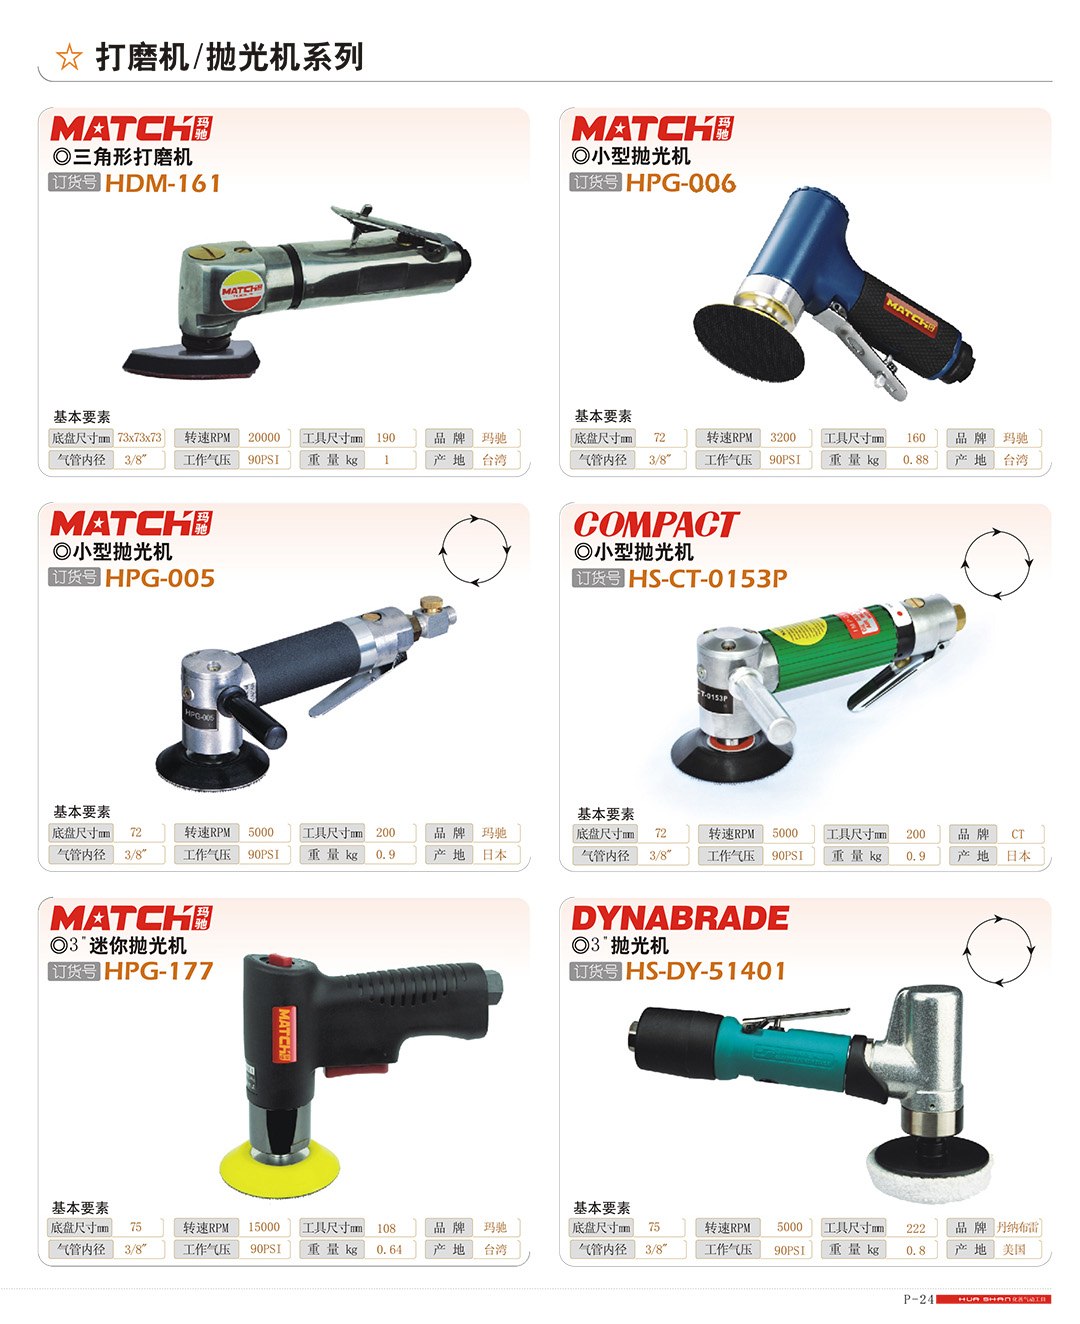 ☆ 打磨机/抛光机系列
MATCH 玛驰
◎三角形打磨机
订货号 HDM-161
MATCH
基本要素
底盘尺寸mm 73x73x73 转速RPM 20000 工具尺寸mm 190 品 牌 玛驰
气管内径 3/8" 工作气压 90PSI 重 量 kg 1 产 地 台湾
MATCH 玛驰
◎小型抛光机
订货号 HPG-006
MATCH
基本要素
底盘尺寸mm 72 转速RPM 3200 工具尺寸mm 160 品 牌 玛驰
气管内径 3/8" 工作气压 90PSI 重 量 kg 0.88 产 地 台湾
MATCH 玛驰
◎小型抛光机
订货号 HPG-005
HPG-005
基本要素
底盘尺寸mm 72 转速RPM 5000 工具尺寸mm 200 品 牌 玛驰
气管内径 3/8" 工作气压 90PSI 重 量 kg 0.9 产 地 日本
COMPACT
◎小型抛光机
订货号 HS-CT-0153P
CT-0153P
基本要素
底盘尺寸mm 72 转速RPM 5000 工具尺寸mm 200 品 牌 CT
气管内径 3/8" 工作气压 90PSI 重 量 kg 0.9 产 地 日本
MATCH 玛驰
◎3"迷你抛光机
订货号 HPG-177
MATCH
基本要素
底盘尺寸mm 75 转速RPM 15000 工具尺寸mm 108 品 牌 玛驰
气管内径 3/8" 工作气压 90PSI 重 量 kg 0.64 产 地 台湾
DYNABRADE
◎3"抛光机
订货号 HS-DY-51401
基本要素
底盘尺寸mm 75 转速RPM 5000 工具尺寸mm 222 品 牌 丹纳布雷
气管内径 3/8" 工作气压 90PSI 重 量 kg 0.8 产 地 美国
P-24 HUA SHAN 华善气动工具